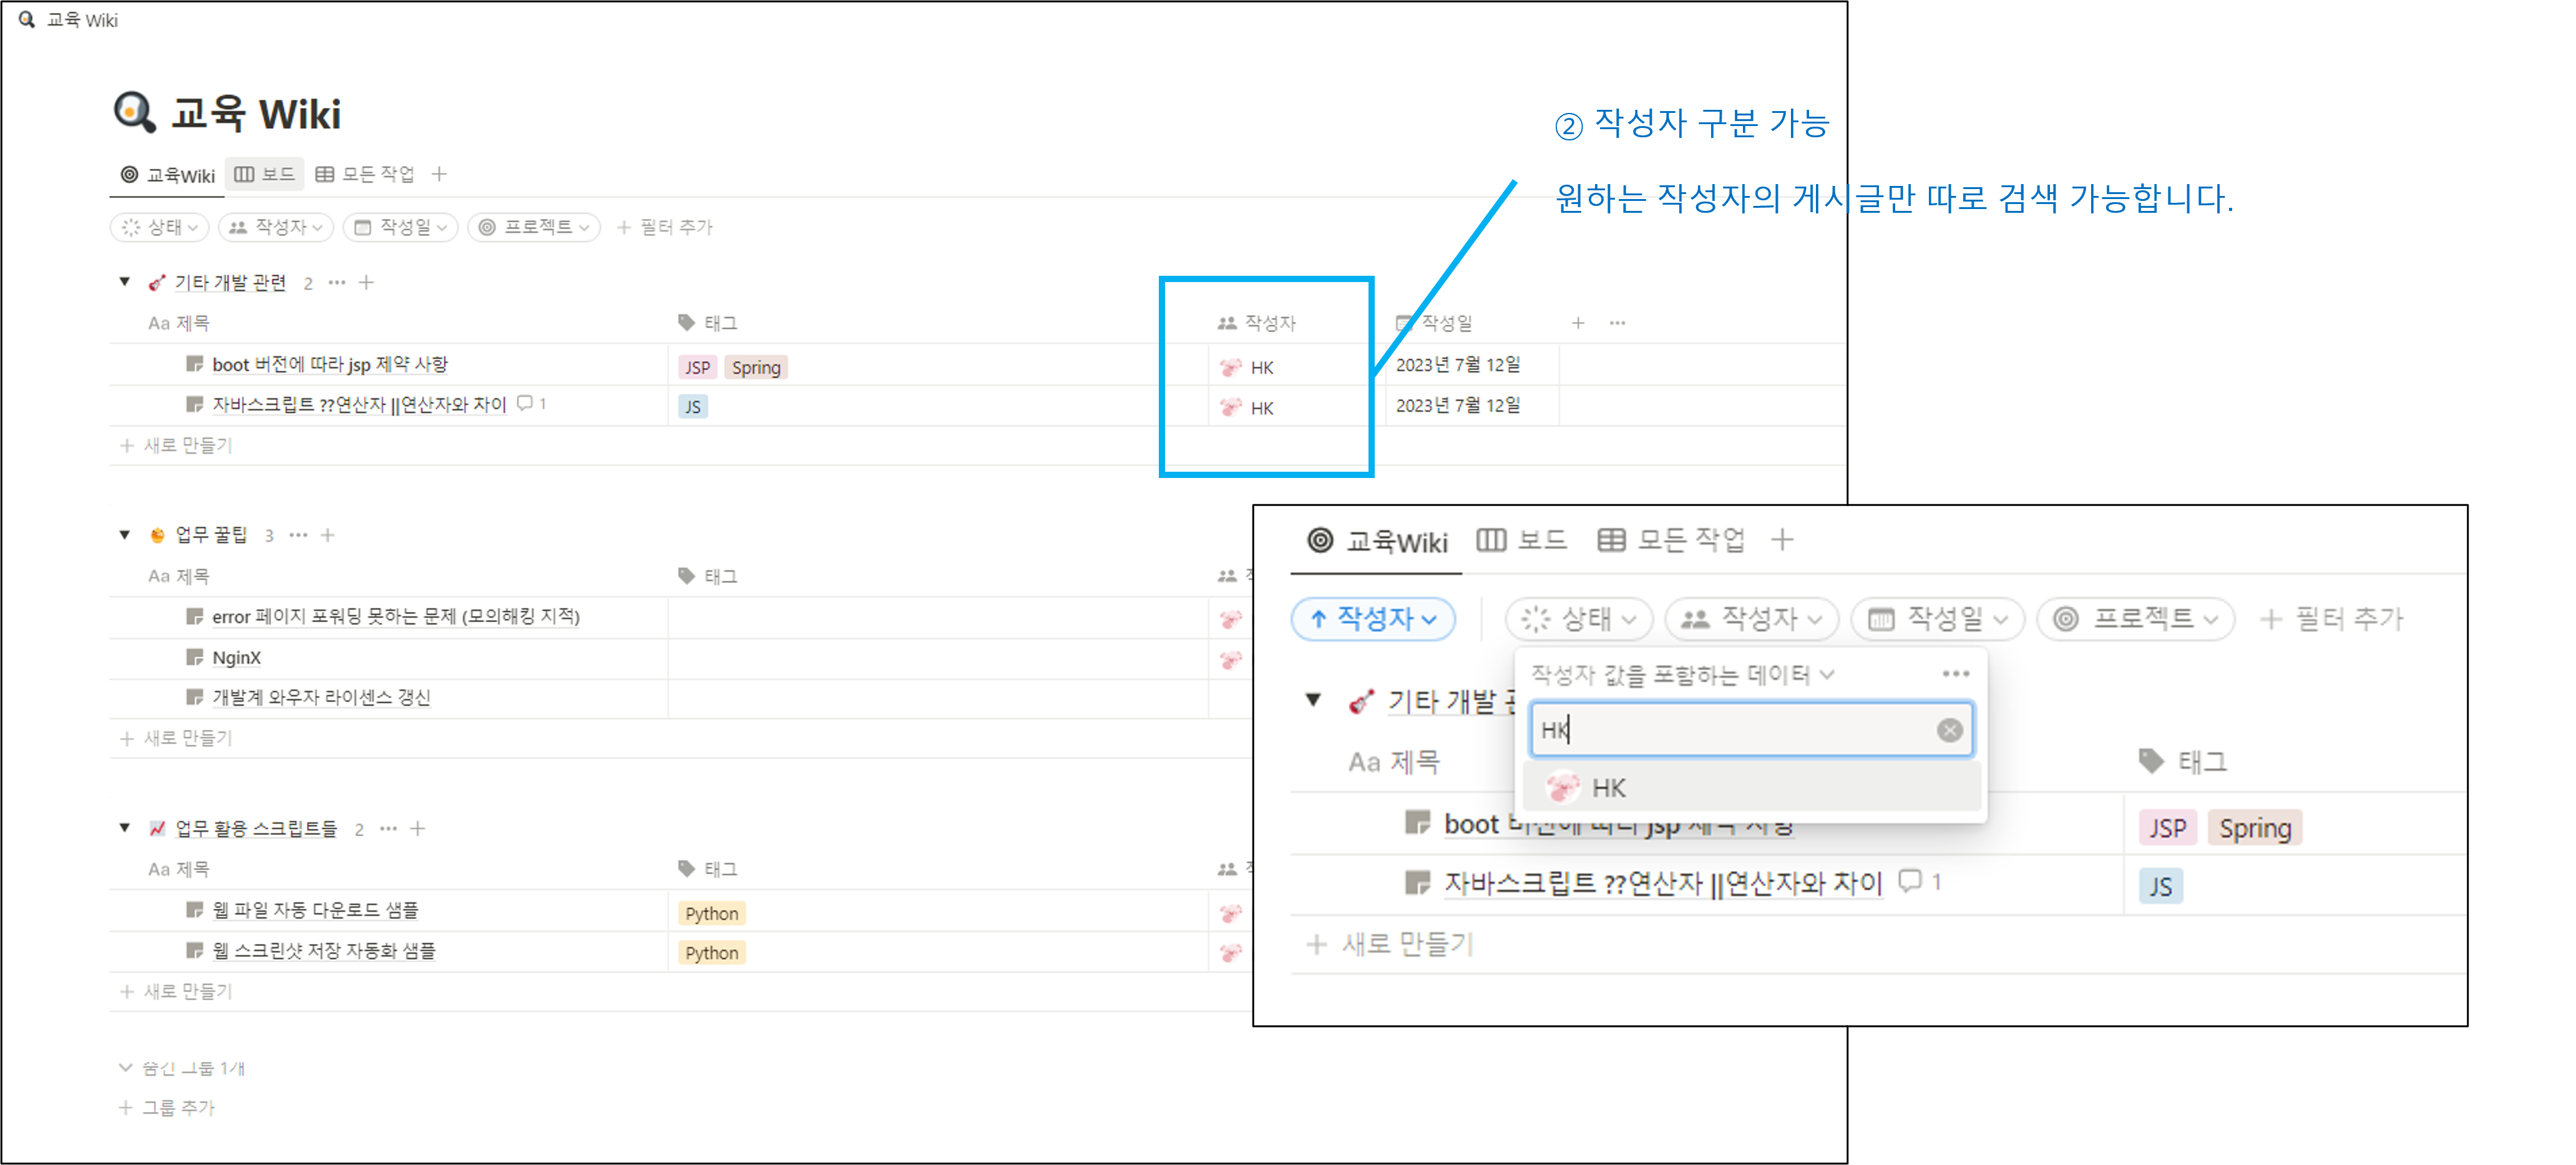 교육 Wiki
교육 Wiki
교육Wiki 보드 모든 작업
상태 작성자 작성일 프로젝트 + 필터 추가
② 작성자 구분 가능
원하는 작성자의 게시글만 따로 검색 가능합니다.
기타 개발 관련 2 ... +
Aa 제목 태그 작성자 작성일 + ...
boot 버전에 따라 jsp 제약 사항 JSP Spring HK 2023년 7월 12일
자바스크립트 ??연산자 ||연산자와 차이 1 JS HK 2023년 7월 12일
+ 새로 만들기
업무 꿀팁 3 ... +
Aa 제목 태그
error 페이지 포워딩 못하는 문제 (모의해킹 지적)
NginX
개발계 와우자 라이센스 갱신
+ 새로 만들기
업무 활용 스크립트들 2 ... +
Aa 제목 태그
웹 파일 자동 다운로드 샘플 Python
웹 스크린샷 저장 자동화 샘플 Python
+ 새로 만들기
숨긴 그룹 1개
+ 그룹 추가
교육Wiki 보드 모든 작업 +
↑ 작성자 상태 작성자 작성일 프로젝트 + 필터 추가
작성자 값을 포함하는 데이터 ...
HK
HK
기타 개발
Aa 제목 태그
boot 버전에 따라 jsp 제약 사항 JSP Spring
자바스크립트 ??연산자 ||연산자와 차이 1 JS
+ 새로 만들기